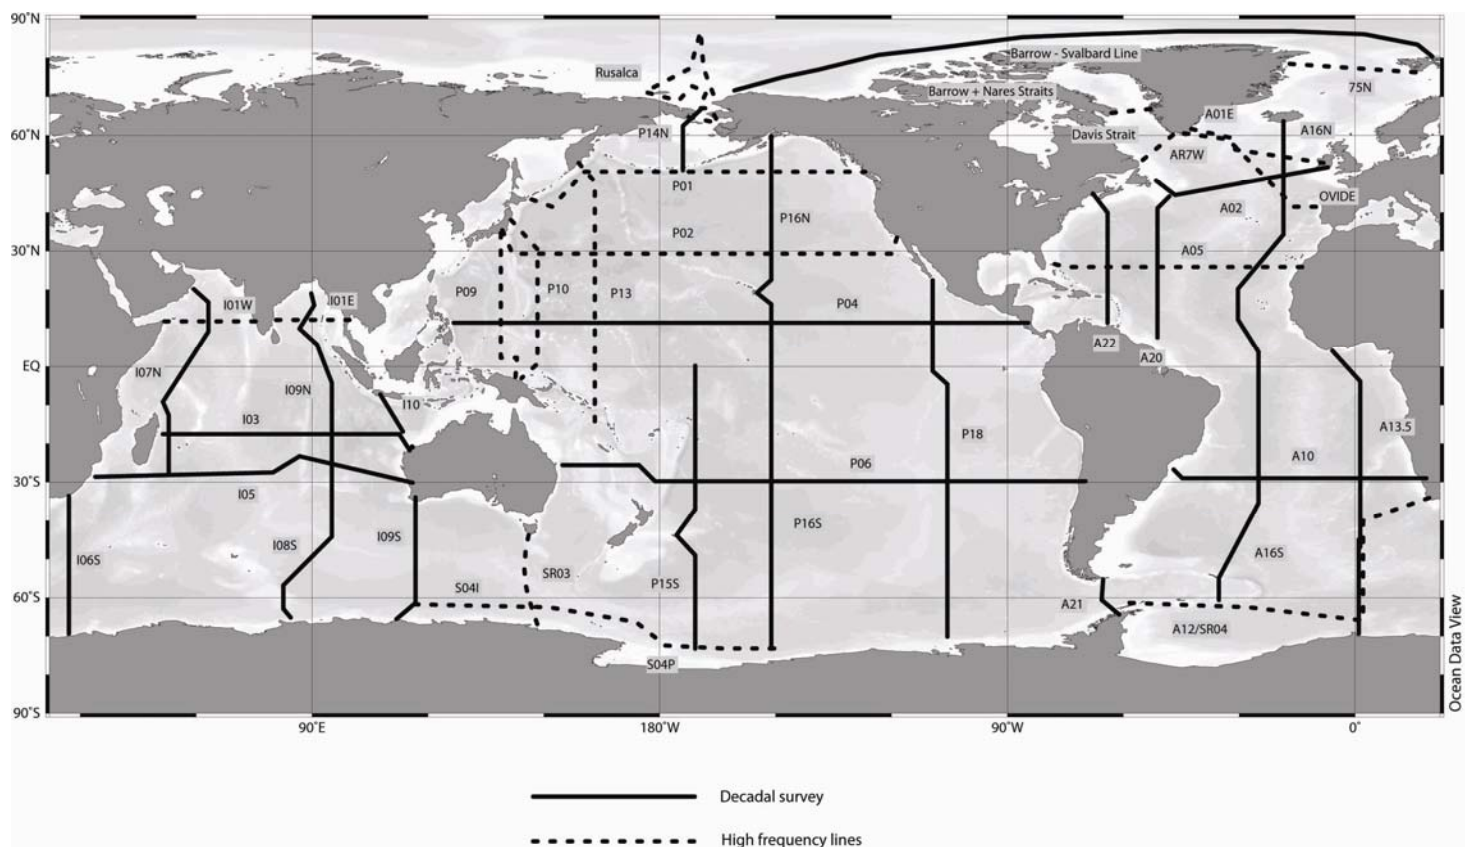 90°N
Barrow - Svalbard Line
Rusalca
75N
Barrow + Nares Straits
A01E
60°N
P14N
Davis Strait
A16N
AR7W
P01
OVIDE
P16N
A02
P02
30°N
A05
I01W
I01E
P09
P10
P13
P04
A22
A20
EQ
I07N
I09N
I10
I03
A13.5
P18
A10
P06
30°S
I05
P16S
I06S
I08S
I09S
A16S
SR03
P15S
S04I
60°S
A21
A12/SR04
S04P
90°S
90°E
180°W
90°W
0°
Ocean Data View
Decadal survey
High frequency lines